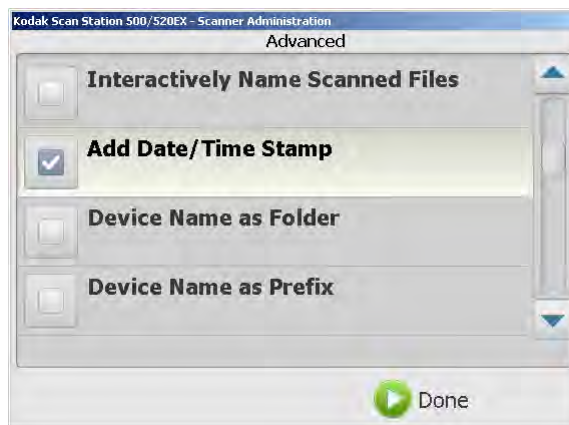 Kodak Scan Station 500/520EX - Scanner Administration
Advanced
Interactively Name Scanned Files
Add Date/Time Stamp
Device Name as Folder
Device Name as Prefix
Done